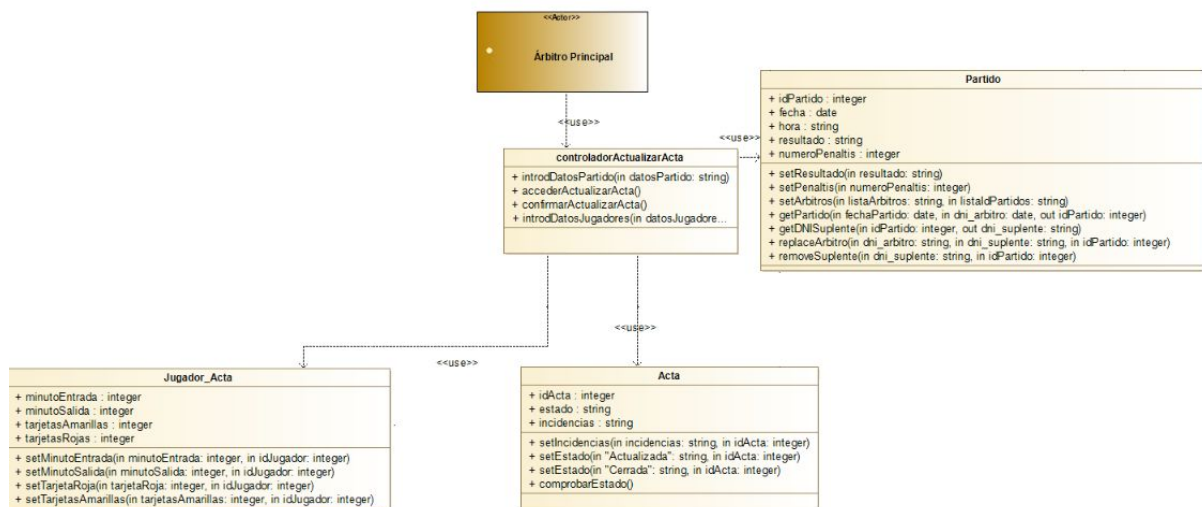 <<Actor>>
Árbitro Principal
<<use>>
controladorActualizarActa
+ introdDatosPartido(in datosPartido: string)
+ accederActualizarActa()
+ confirmarActualizarActa()
+ introdDatosJugadores(in datosJugadore...
<<use>>
Partido
+ idPartido : integer
+ fecha : date
+ hora : string
+ resultado : string
+ numeroPenaltis : integer
+ setResultado(in resultado: string)
+ setPenaltis(in numeroPenaltis: integer)
+ setArbitros(in listaArbitros: string, in listaIdPartidos: string)
+ getPartido(in fechaPartido: date, in dni_arbitro: date, out idPartido: integer)
+ getDNISuplente(in idPartido: integer, out dni_suplente: string)
+ replaceArbitro(in dni_arbitro: string, in dni_suplente: string, in idPartido: integer)
+ removeSuplente(in dni_suplente: string, in idPartido: integer)
<<use>>
<<use>>
Jugador_Acta
+ minutoEntrada : integer
+ minutoSalida : integer
+ tarjetasAmarillas : integer
+ tarjetasRojas : integer
+ setMinutoEntrada(in minutoEntrada: integer, in idJugador: integer)
+ setMinutoSalida(in minutoSalida: integer, in idJugador: integer)
+ setTarjetaRoja(in tarjetaRoja: integer, in idJugador: integer)
+ setTarjetasAmarillas(in tarjetasAmarillas: integer, in idJugador: integer)
Acta
+ idActa : integer
+ estado : string
+ incidencias : string
+ setIncidencias(in incidencias: string, in idActa: integer)
+ setEstado(in "Actualizada": string, in idActa: integer)
+ setEstado(in "Cerrada": string, in idActa: integer)
+ comprobarEstado()